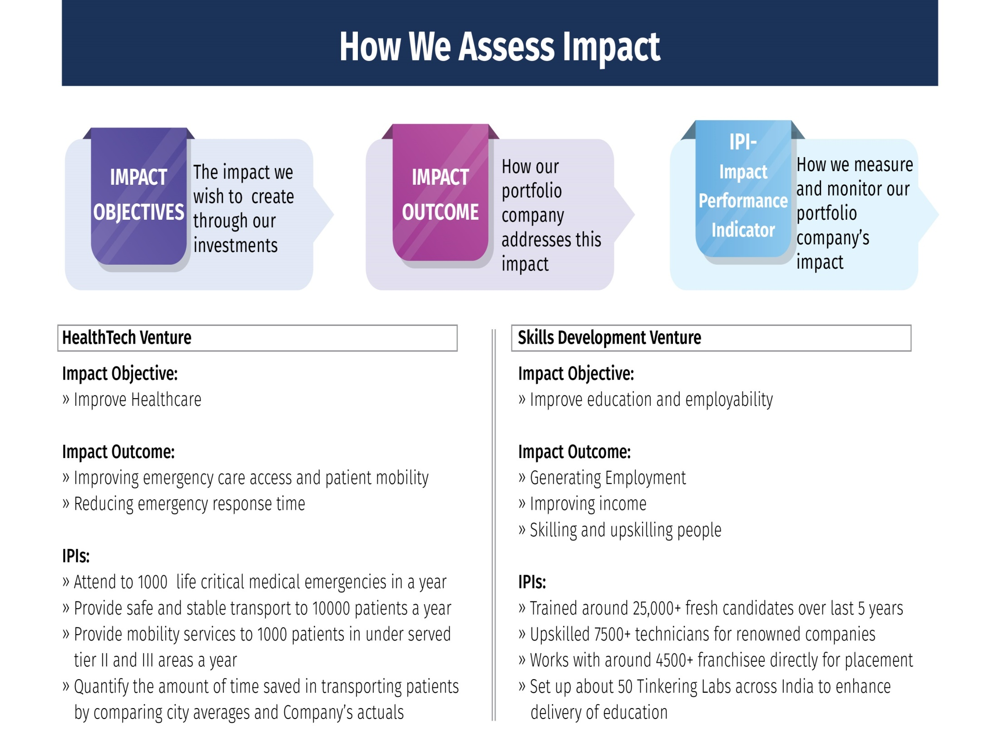 How We Assess Impact
IMPACT
OBJECTIVES
The impact we
wish to  create
through our
investments
IMPACT
OUTCOME
How our
portfolio
company
addresses this
impact
IPI-
Impact
Performance
Indicator
How we measure
and monitor our
portfolio
company’s
impact
HealthTech Venture
Impact Objective:
» Improve Healthcare
Impact Outcome:
» Improving emergency care access and patient mobility
» Reducing emergency response time
IPIs:
» Attend to 1000  life critical medical emergencies in a year
» Provide safe and stable transport to 10000 patients a year
» Provide mobility services to 1000 patients in under served
tier II and III areas a year
» Quantify the amount of time saved in transporting patients
by comparing city averages and Company’s actuals
Skills Development Venture
Impact Objective:
» Improve education and employability
Impact Outcome:
» Generating Employment
» Improving income
» Skilling and upskilling people
IPIs:
» Trained around 25,000+ fresh candidates over last 5 years
» Upskilled 7500+ technicians for renowned companies
» Works with around 4500+ franchisee directly for placement
» Set up about 50 Tinkering Labs across India to enhance
delivery of education